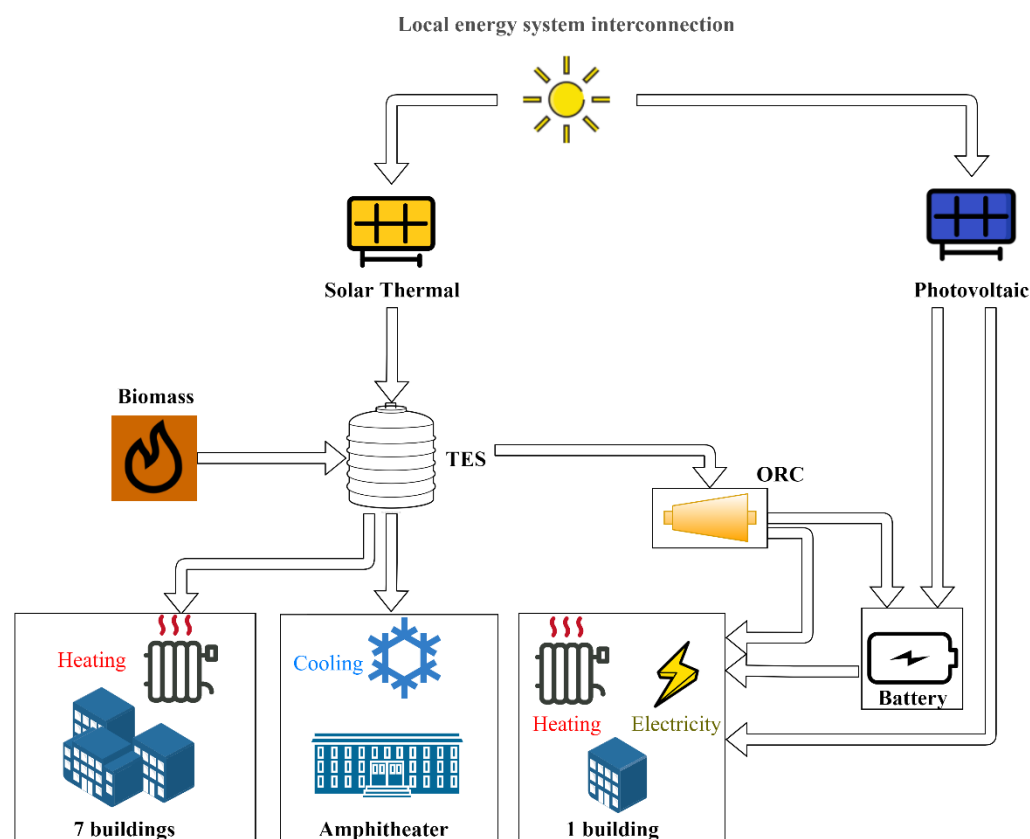 Local energy system interconnection
Solar Thermal
Photovoltaic
Biomass
TES
ORC
Heating
Cooling
Heating
Electricity
Battery
7 buildings
Amphitheater
1 building